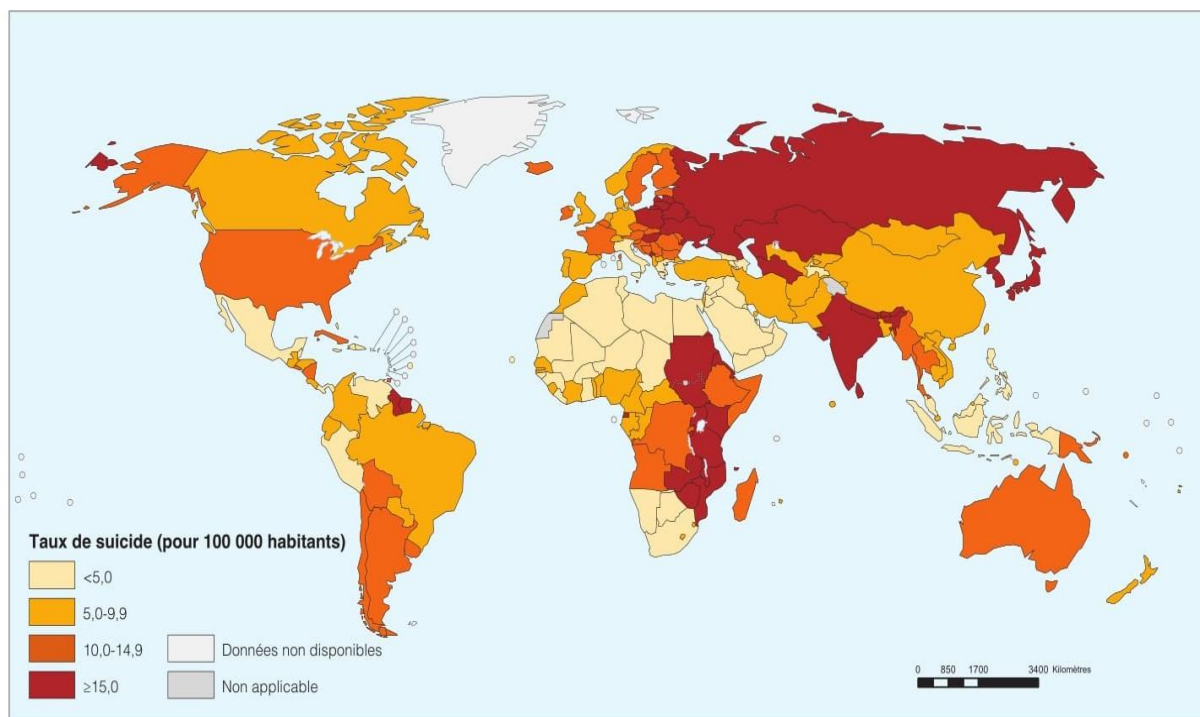 Taux de suicide (pour 100 000 habitants)
<5,0
5,0-9,9
10,0-14,9
≥15,0
Données non disponibles
Non applicable
0 850 1700 3400 Kilomètres